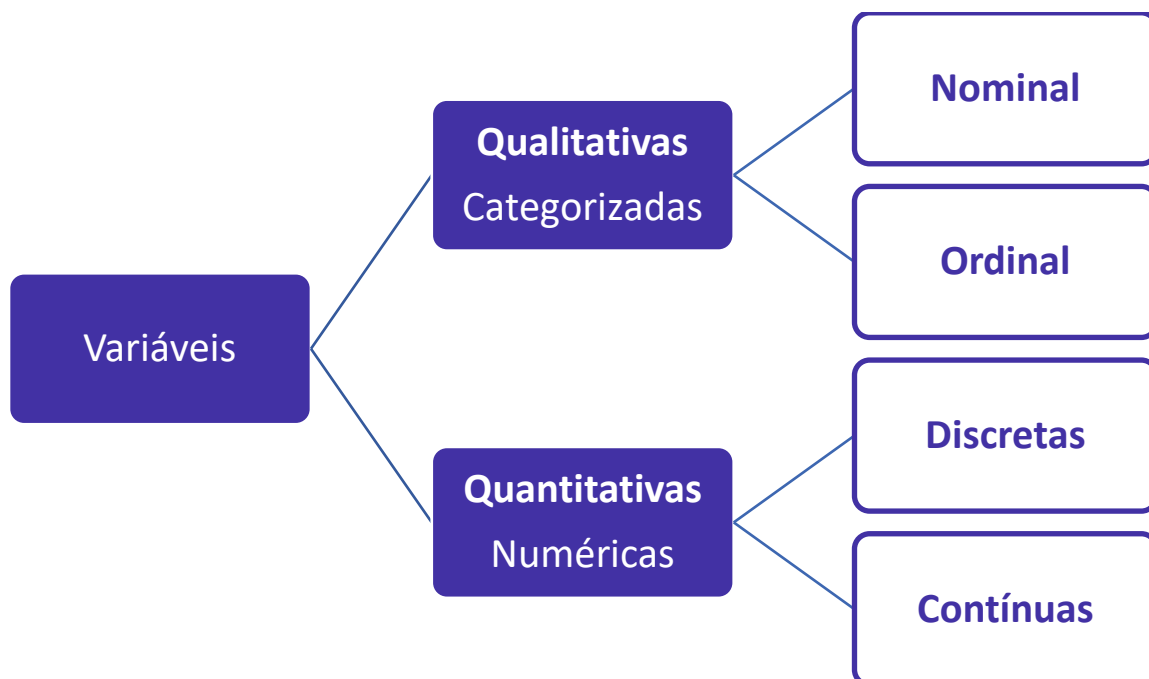 Variáveis
Qualitativas
Categorizadas
Nominal
Ordinal
Quantitativas
Numéricas
Discretas
Contínuas